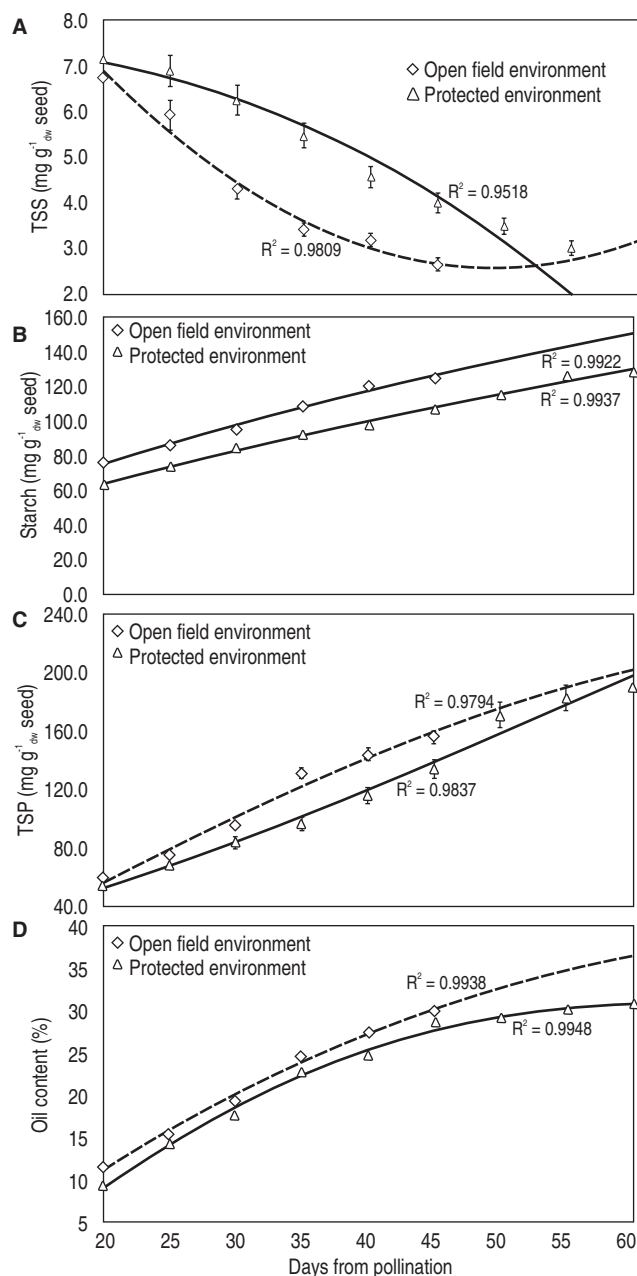 A
8.0
7.0
6.0
5.0
4.0
3.0
2.0
TSS (mg g⁻¹dw seed)
Open field environment
Protected environment
R² = 0.9518
R² = 0.9809
B
160.0
140.0
120.0
100.0
80.0
60.0
40.0
20.0
0.0
Starch (mg g⁻¹dw seed)
Open field environment
Protected environment
R² = 0.9922
R² = 0.9937
C
240.0
200.0
160.0
120.0
80.0
40.0
TSP (mg g⁻¹dw seed)
Open field environment
Protected environment
R² = 0.9794
R² = 0.9837
D
40
35
30
25
20
15
10
5
Oil content (%)
Open field environment
Protected environment
R² = 0.9938
R² = 0.9948
20 25 30 35 40 45 50 55 60
Days from pollination